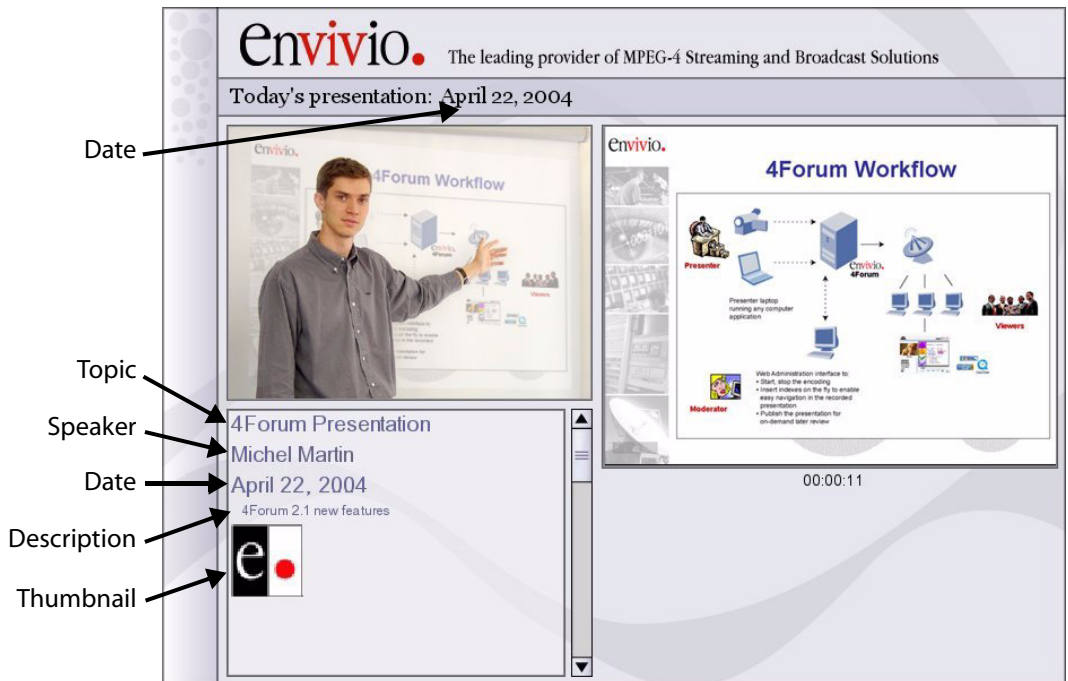 envivio.
The leading provider of MPEG-4 Streaming and Broadcast Solutions
Today's presentation: April 22, 2004
Date
envivio.
4Forum Workflow
envivio.
4Forum
Viewers
envivio.
4Forum Workflow
Presenter
envivio.
4Forum
Presenter laptop
running any computer
application
Viewers
Moderator
Web Administration interface to:
• Start, stop the encoding
• Insert indexes on the fly to enable
easy navigation in the recorded
presentation
• Publish the presentation for
on-demand later review
00:00:11
Topic
4Forum Presentation
Speaker
Michel Martin
Date
April 22, 2004
Description
4Forum 2.1 new features
Thumbnail
e.